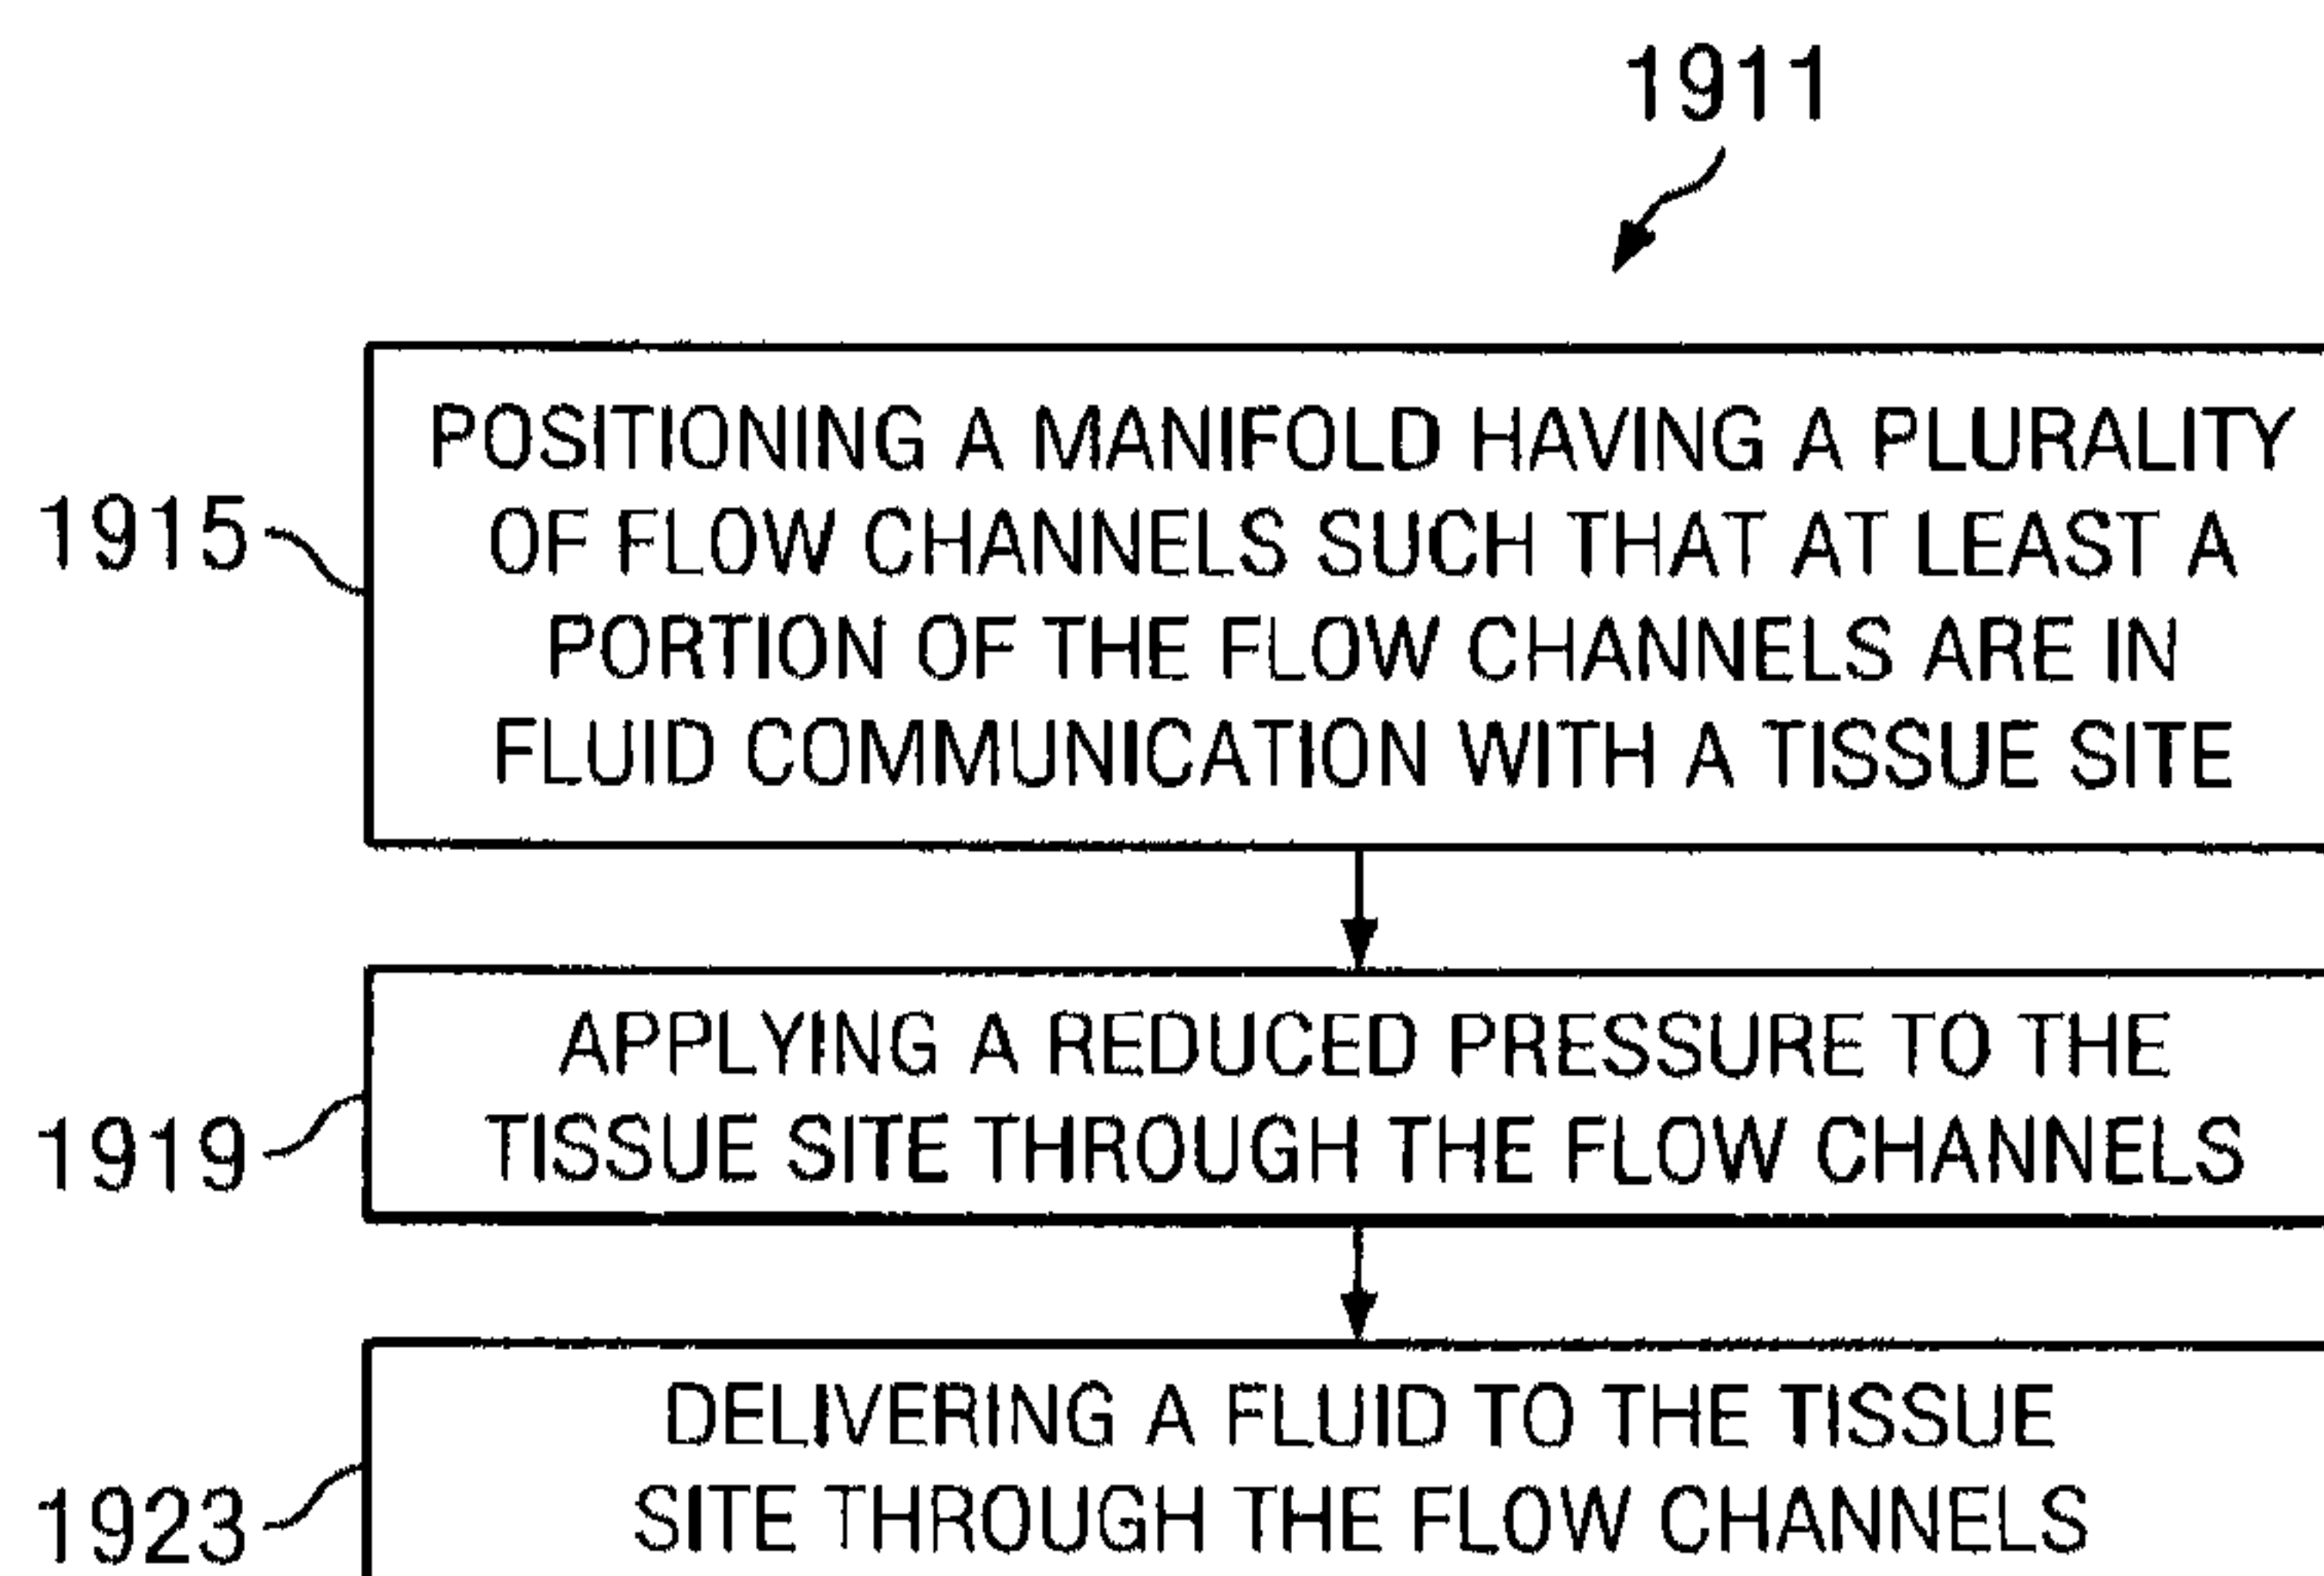 1911
1915
POSITIONING A MANIFOLD HAVING A PLURALITY
OF FLOW CHANNELS SUCH THAT AT LEAST A
PORTION OF THE FLOW CHANNELS ARE IN
FLUID COMMUNICATION WITH A TISSUE SITE
1919
APPLYING A REDUCED PRESSURE TO THE
TISSUE SITE THROUGH THE FLOW CHANNELS
1923
DELIVERING A FLUID TO THE TISSUE
SITE THROUGH THE FLOW CHANNELS